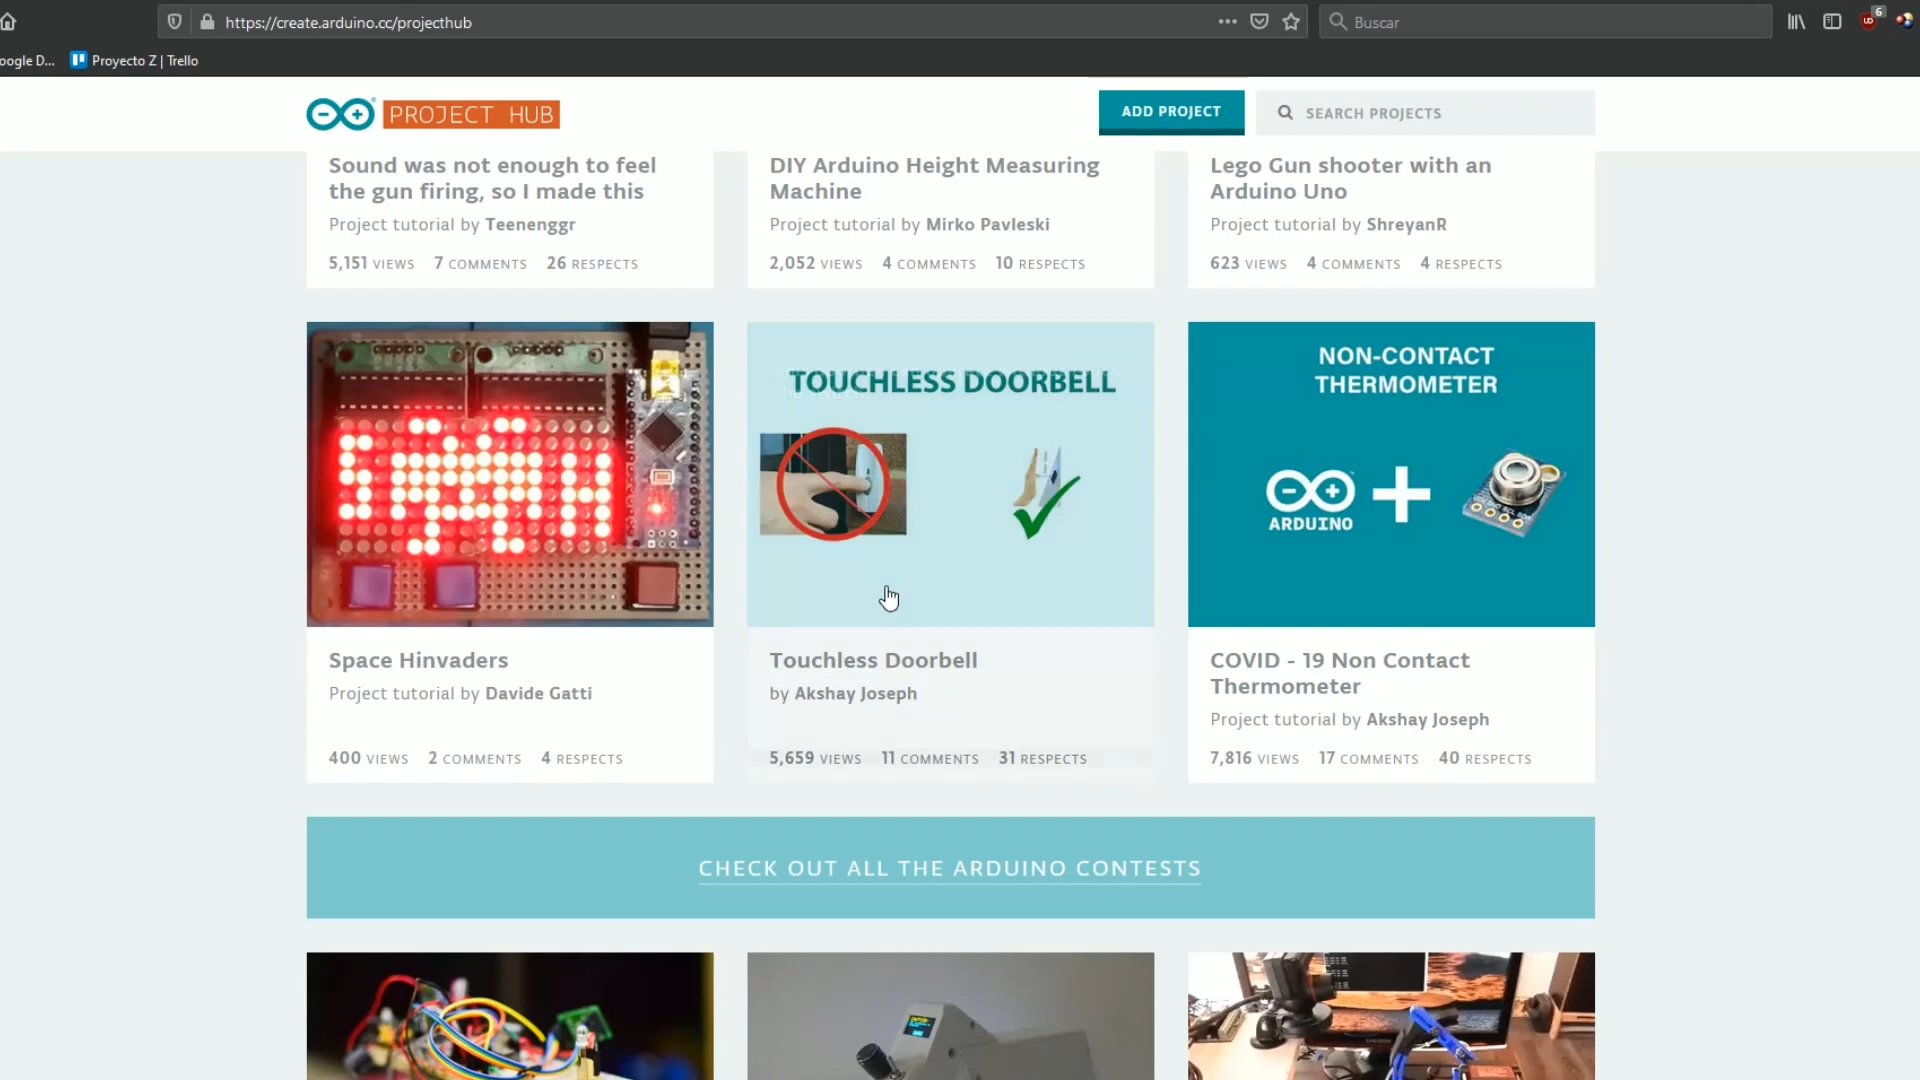 https://create.arduino.cc/projecthub
Buscar
6
oogle D...
Proyecto Z | Trello
PROJECT HUB
ADD PROJECT
SEARCH PROJECTS
Sound was not enough to feel
the gun firing, so I made this
Project tutorial by Teenenggr
5,151 VIEWS 7 COMMENTS 26 RESPECTS
DIY Arduino Height Measuring
Machine
Project tutorial by Mirko Pavleski
2,052 VIEWS 4 COMMENTS 10 RESPECTS
Lego Gun shooter with an
Arduino Uno
Project tutorial by ShreyanR
623 VIEWS 4 COMMENTS 4 RESPECTS
TOUCHLESS DOORBELL
NON-CONTACT
THERMOMETER
ARDUINO
Space Hinvaders
Project tutorial by Davide Gatti
400 VIEWS 2 COMMENTS 4 RESPECTS
Touchless Doorbell
by Akshay Joseph
5,659 VIEWS 11 COMMENTS 31 RESPECTS
COVID - 19 Non Contact
Thermometer
Project tutorial by Akshay Joseph
7,816 VIEWS 17 COMMENTS 40 RESPECTS
CHECK OUT ALL THE ARDUINO CONTESTS